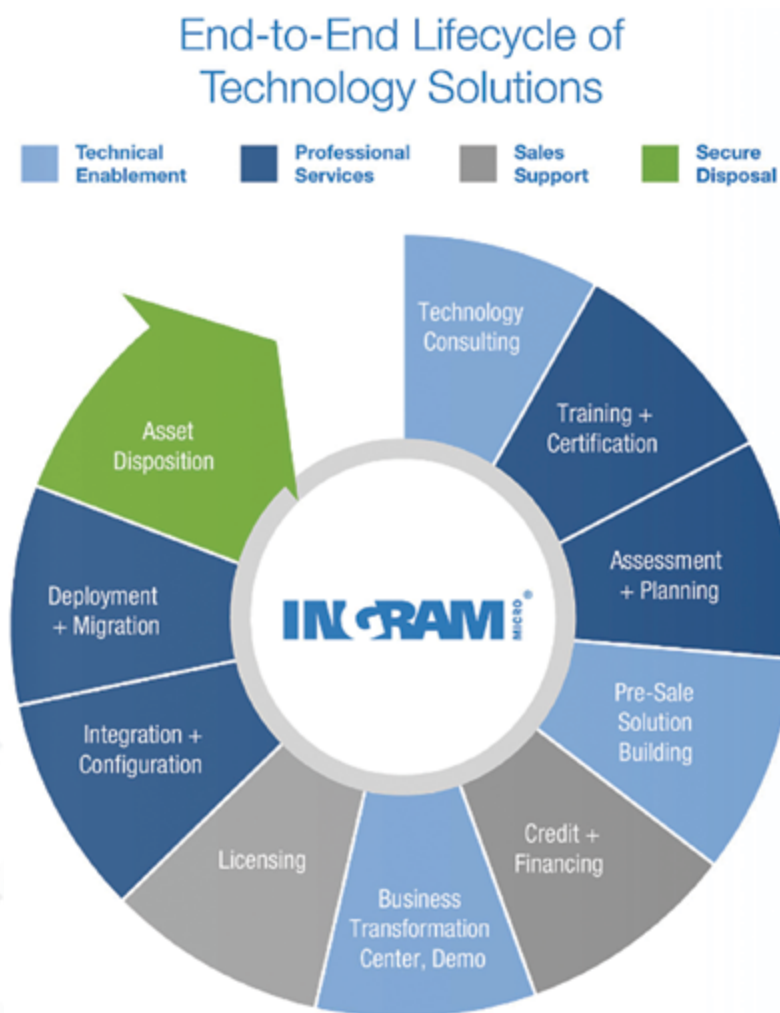 End-to-End Lifecycle of
Technology Solutions
Technical
Enablement
Professional
Services
Sales
Support
Secure
Disposal
Technology
Consulting
Training +
Certification
Assessment
+ Planning
Pre-Sale
Solution
Building
Credit +
Financing
Business
Transformation
Center, Demo
Licensing
Integration +
Configuration
Deployment
+ Migration
Asset
Disposition
INGRAM MICRO®